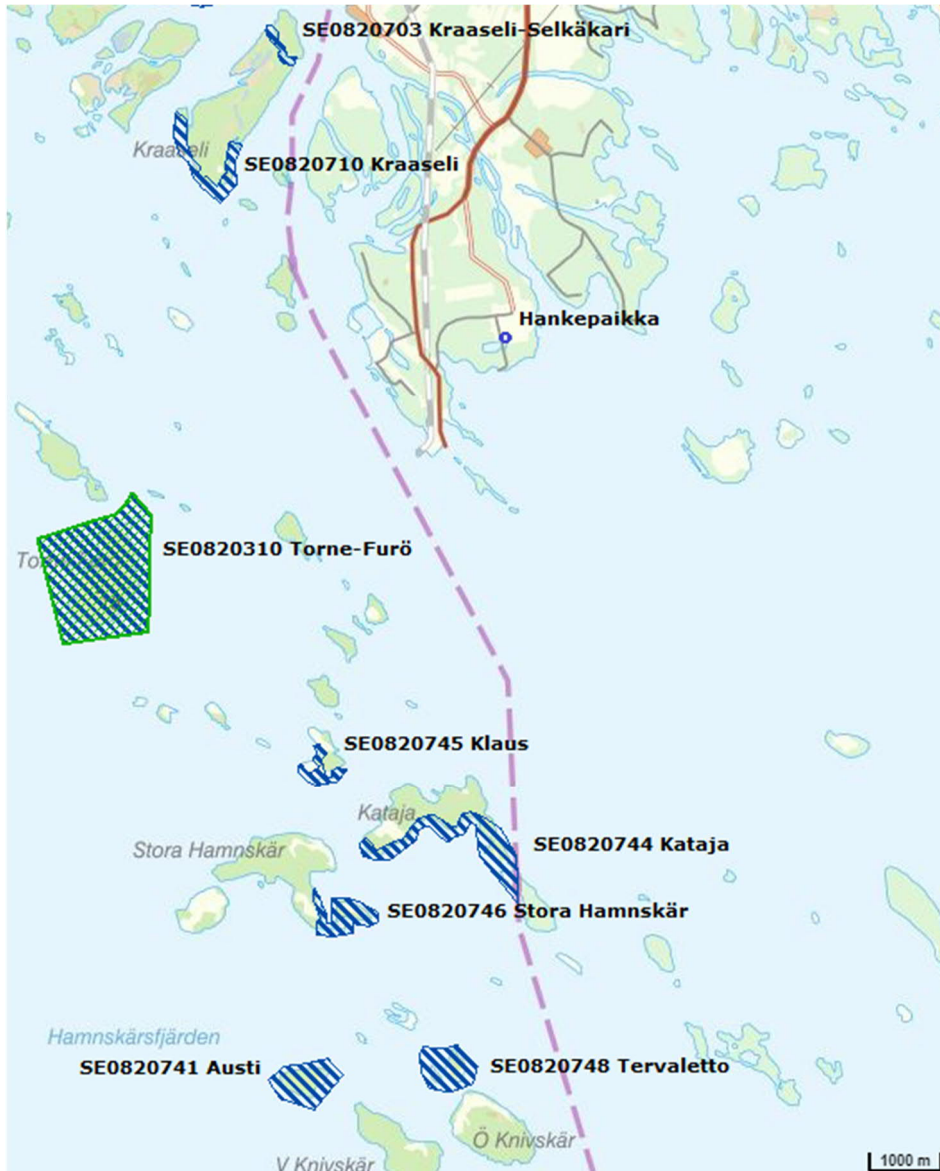 SE0820703 Kraaseli-Selkäkari
Kraaseli
SE0820710 Kraaseli
Hankepaikka
SE0820310 Torne-Furö
SE0820745 Klaus
Kataja
SE0820744 Kataja
Stora Hamnskär
SE0820746 Stora Hamnskär
Hamnskärsfjärden
SE0820741 Austi
SE0820748 Tervaletto
Ö Knivskär
V Knivskär
1000 m